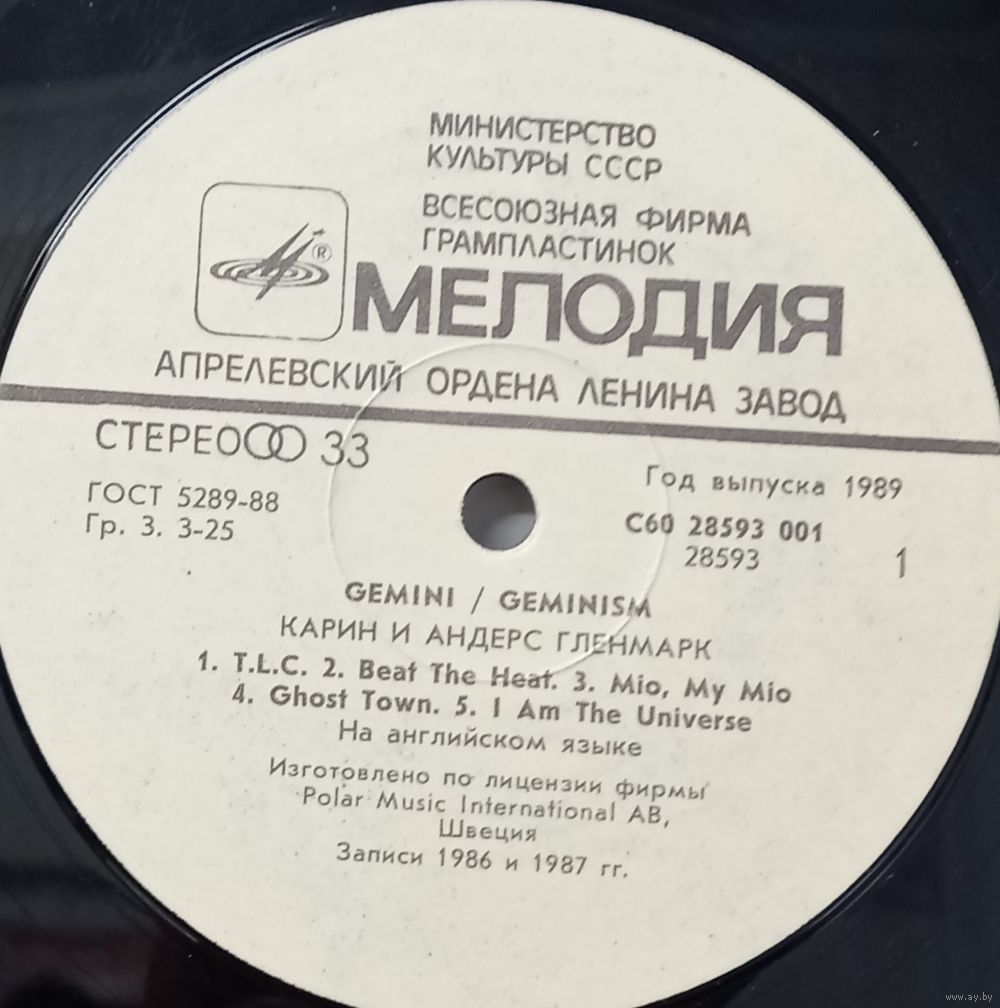 МИНИСТЕРСТВО
КУЛЬТУРЫ СССР
ВСЕСОЮЗНАЯ ФИРМА
ГРАМПЛАСТИНОК
®
МЕЛОДИЯ
АПРЕЛЕВСКИЙ ОРДЕНА ЛЕНИНА ЗАВОД
СТЕРЕО 33
ГОСТ 5289-88
Гр. 3. 3-25
Год выпуска 1989
С60 28593 001
28593
1
GEMINI / GEMINISM
КАРИН И АНДЕРС ГЛЕНМАРК
1. T.L.C. 2. Beat The Heat. 3. Mio, My Mio
4. Ghost Town. 5. I Am The Universe
На английском языке
Изготовлено по лицензии фирмы
Polar Music International AB,
Швеция
Записи 1986 и 1987 гг.
www.ay.by